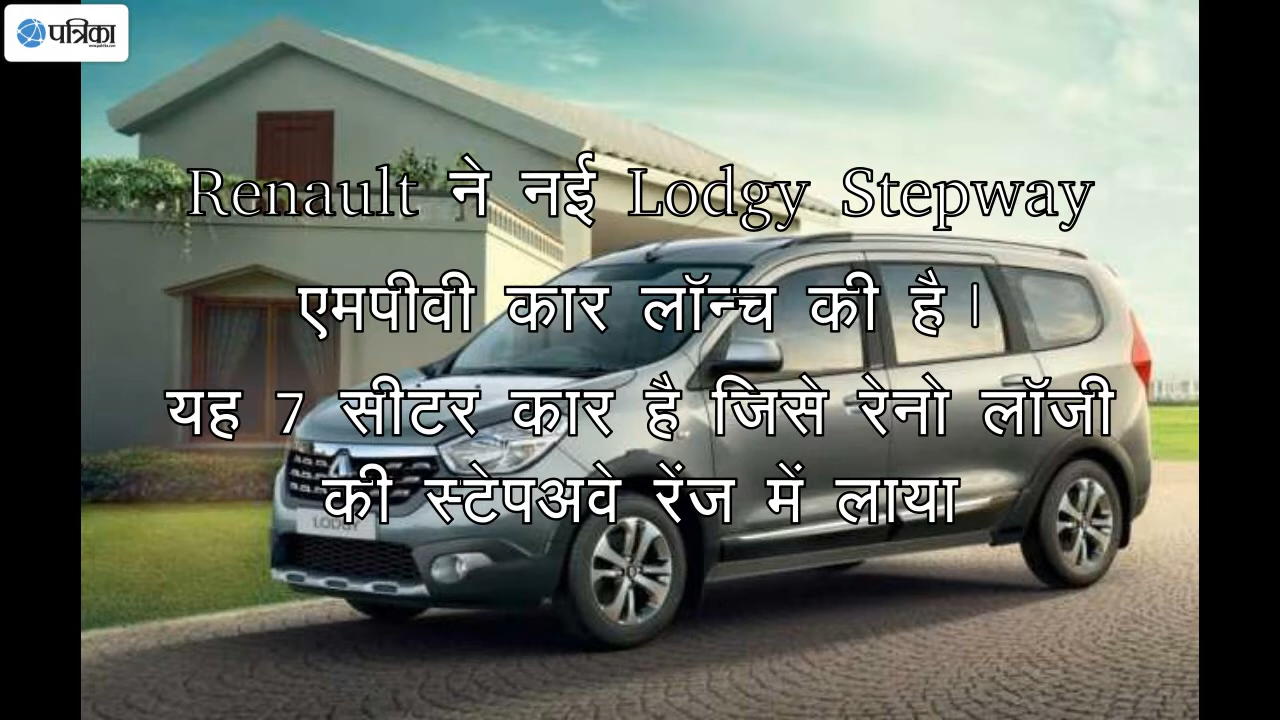 पत्रिका
Renault ने नई Lodgy Stepway
एमपीवी कार लॉन्च की है।
यह 7 सीटर कार है जिसे रेनो लॉजी
की स्टेपअवे रेंज में लाया
LODGY